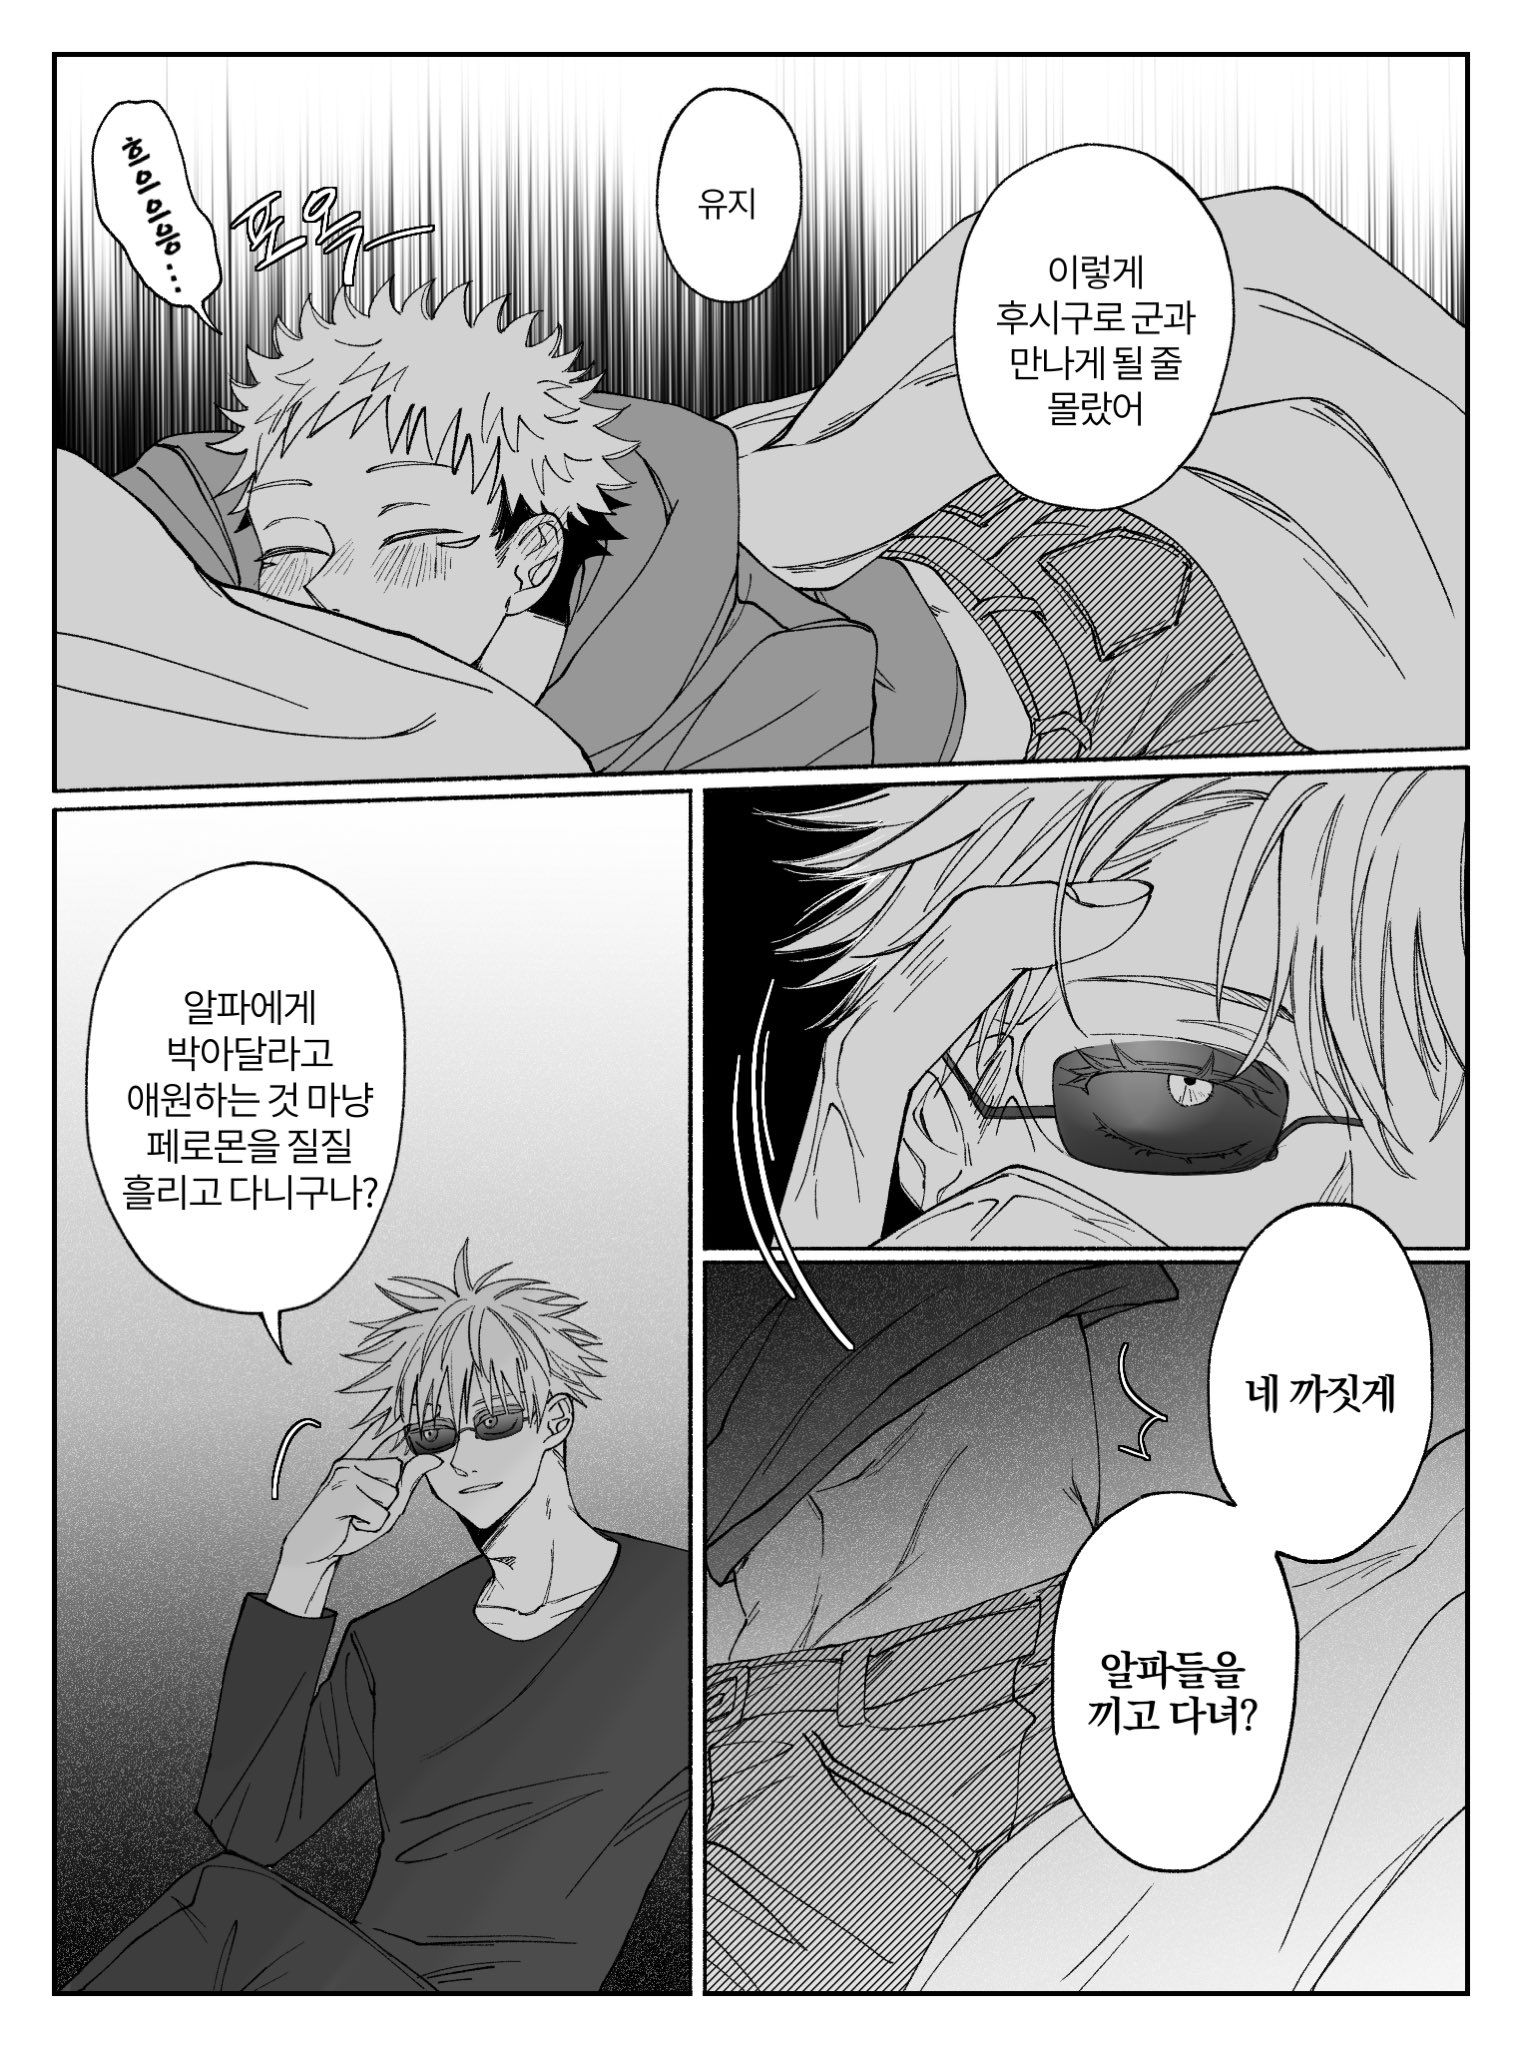 희이이응...
포옥
유지
이렇게
후시구로 군과
만나게 될 줄
몰랐어
알파에게
박아달라고
애원하는 것 마냥
페로몬을 질질
흘리고 다니구나?
네 까짓게
알파들을
끼고 다녀?